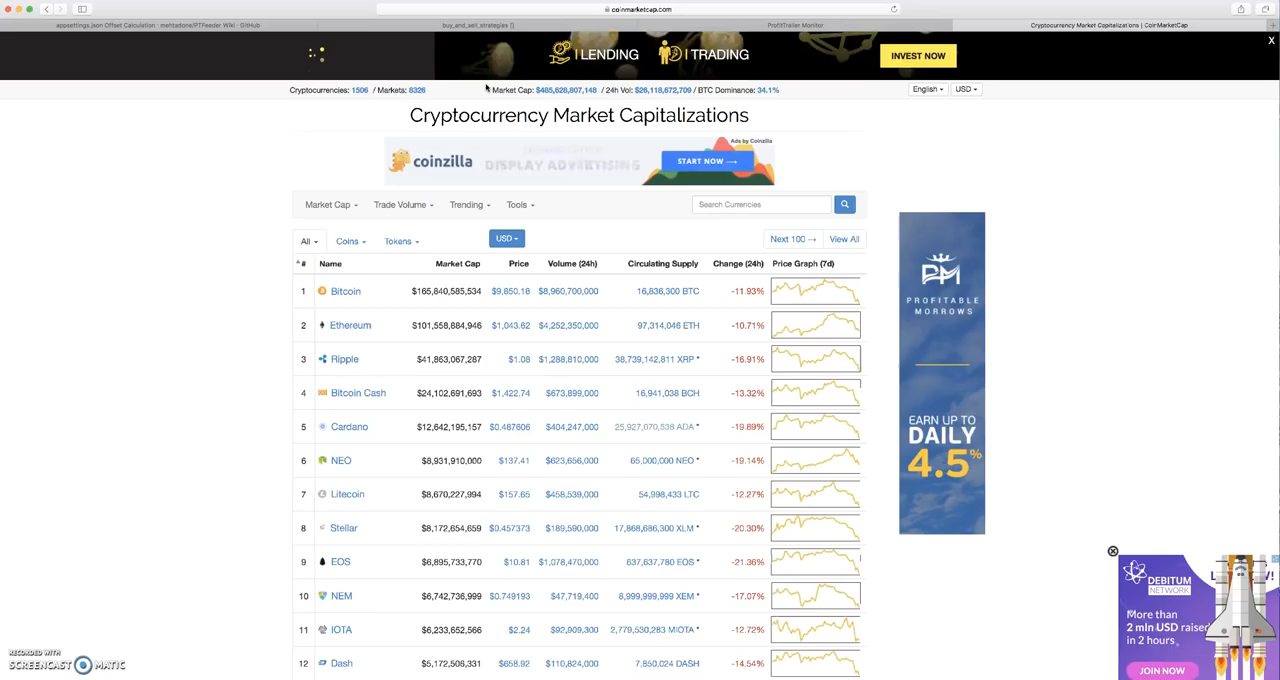 coinmarketcap.com
appsettings.json Offset Calculation · mehtadone/PTFeeder Wiki · GitHub
buy_and_sell_strategies []
ProfitTrailer Monitor
Cryptocurrency Market Capitalizations | CoinMarketCap
LENDING TRADING INVEST NOW X
Cryptocurrencies: 1506 / Markets: 8326
Market Cap: $485,628,807,148 / 24h Vol: $26,118,672,709 / BTC Dominance: 34.1%
English USD
Cryptocurrency Market Capitalizations
Ads by Coinzilla
coinzilla DISPLAY ADVERTISING START NOW →
Market Cap Trade Volume Trending Tools Search Currencies
All Coins Tokens USD Next 100 → View All
# Name Market Cap Price Volume (24h) Circulating Supply Change (24h) Price Graph (7d)
1 Bitcoin $165,840,585,534 $9,850.18 $8,960,700,000 16,836,300 BTC -11.93%
2 Ethereum $101,558,884,946 $1,043.62 $4,252,350,000 97,314,046 ETH -10.71%
3 Ripple $41,863,067,287 $1.08 $1,288,810,000 38,739,142,811 XRP * -16.91%
4 Bitcoin Cash $24,102,691,693 $1,422.74 $673,899,000 16,941,038 BCH -13.32%
5 Cardano $12,642,195,157 $0.487606 $404,247,000 25,927,070,538 ADA * -19.89%
6 NEO $8,931,910,000 $137.41 $623,656,000 65,000,000 NEO * -19.14%
7 Litecoin $8,670,227,994 $157.65 $458,539,000 54,998,433 LTC -12.27%
8 Stellar $8,172,654,659 $0.457373 $189,590,000 17,868,686,300 XLM * -20.30%
9 EOS $6,895,733,770 $10.81 $1,078,470,000 637,637,780 EOS * -21.36%
10 NEM $6,742,736,999 $0.749193 $47,719,400 8,999,999,999 XEM * -17.07%
11 IOTA $6,233,652,566 $2.24 $92,909,300 2,779,530,283 MIOTA * -12.72%
12 Dash $5,172,506,331 $658.92 $110,824,000 7,850,024 DASH -14.54%
PM
PROFITABLE
MORROWS
EARN UP TO
DAILY
4.5%
DEBITUM
NETWORK
More than
2 mln USD raised
in 2 hours
JOIN NOW
RECORDED WITH
SCREENCAST MATIC